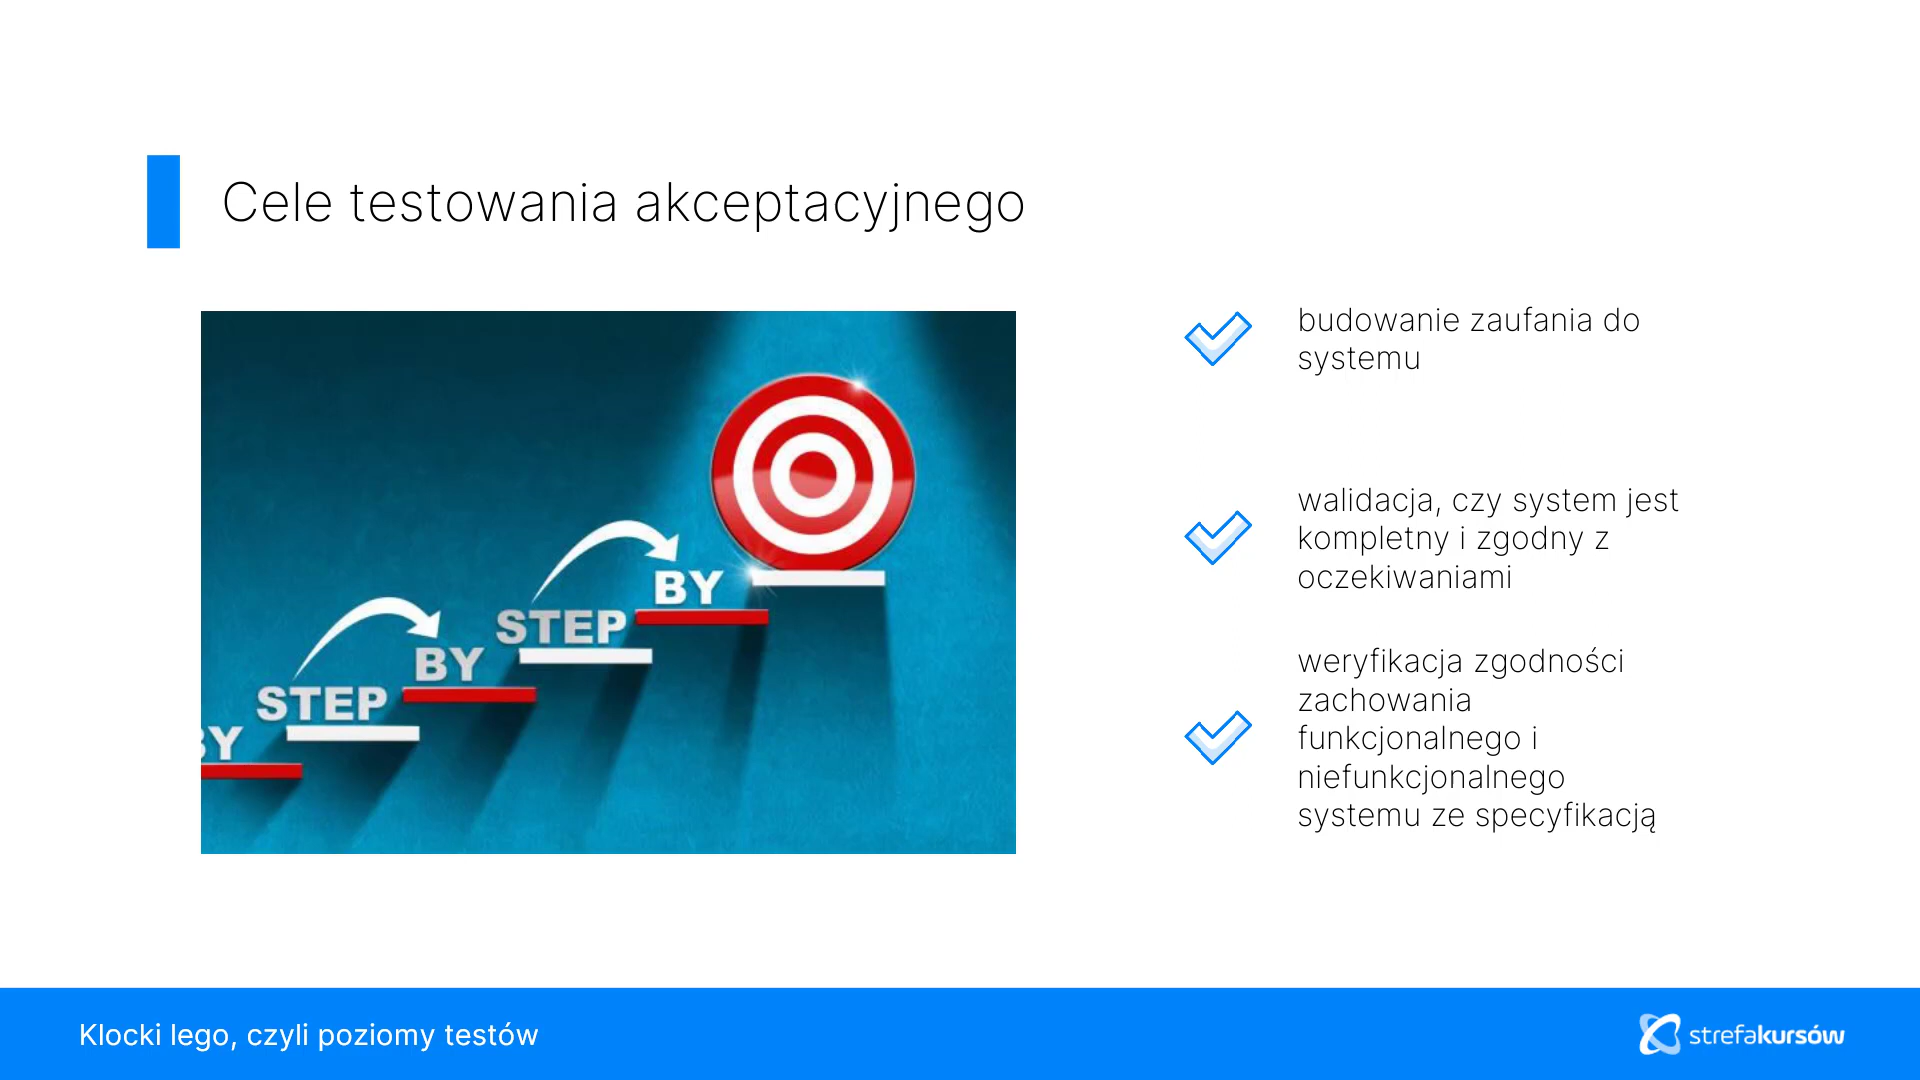 Cele testowania akceptacyjnego
BY
STEP
BY
STEP
BY
budowanie zaufania do
systemu
walidacja, czy system jest
kompletny i zgodny z
oczekiwaniami
weryfikacja zgodności
zachowania
funkcjonalnego i
niefunkcjonalnego
systemu ze specyfikacją
Klocki lego, czyli poziomy testów
strefakursów